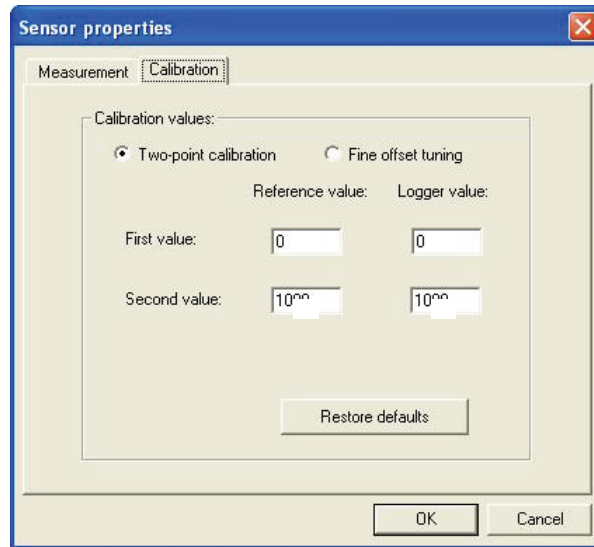 Sensor properties
Measurement Calibration
Calibration values:
Two-point calibration Fine offset tuning
Reference value: Logger value:
First value: 0 0
Second value:
Restore defaults
OK Cancel